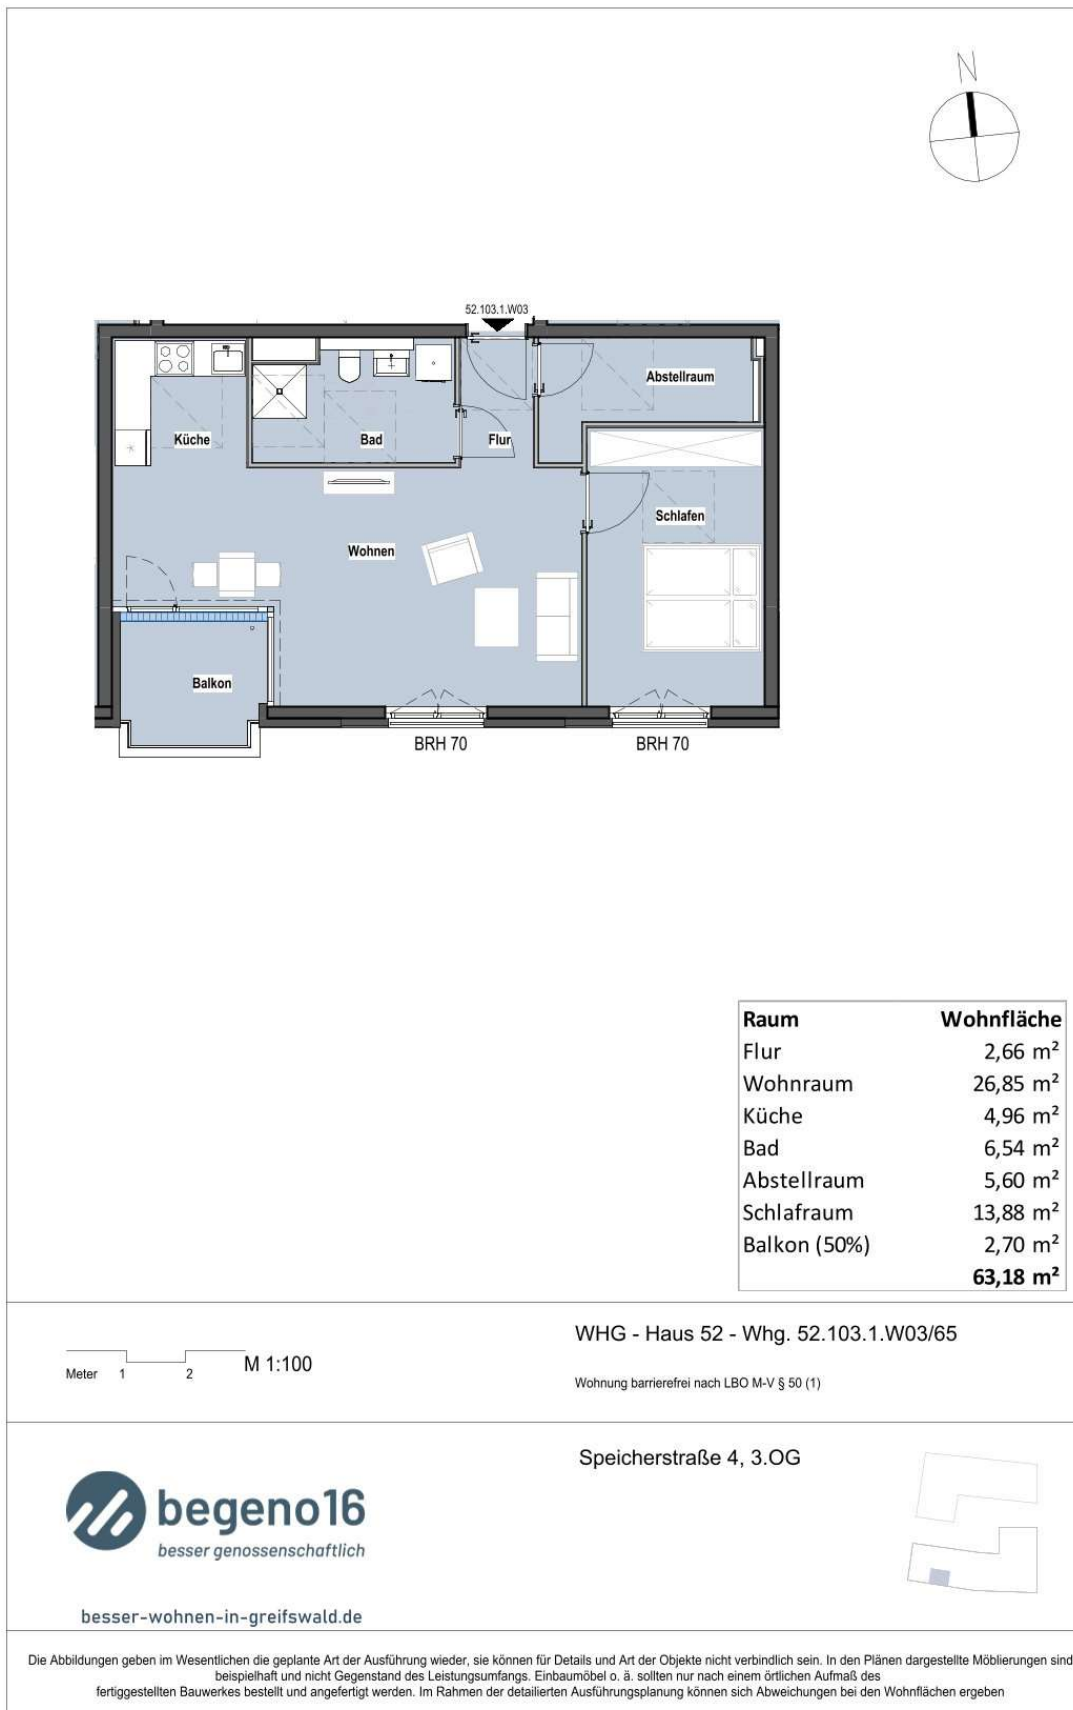 N
52.103.1.W03
Abstellraum
Küche
Bad
Flur
Schlafen
Wohnen
Balkon
BRH 70
BRH 70
Raum Wohnfläche
Flur 2,66 m²
Wohnraum 26,85 m²
Küche 4,96 m²
Bad 6,54 m²
Abstellraum 5,60 m²
Schlafraum 13,88 m²
Balkon (50%) 2,70 m²
63,18 m²
WHG - Haus 52 - Whg. 52.103.1.W03/65
Meter 1 2 M 1:100
Wohnung barrierefrei nach LBO M-V § 50 (1)
Speicherstraße 4, 3.OG
begeno16
besser genossenschaftlich
besser-wohnen-in-greifswald.de
Die Abbildungen geben im Wesentlichen die geplante Art der Ausführung wieder, sie können für Details und Art der Objekte nicht verbindlich sein. In den Plänen dargestellte Möblierungen sind
beispielhaft und nicht Gegenstand des Leistungsumfangs. Einbaumöbel o. ä. sollten nur nach einem örtlichen Aufmaß des
fertiggestellten Bauwerkes bestellt und angefertigt werden. Im Rahmen der detailierten Ausführungsplanung können sich Abweichungen bei den Wohnflächen ergeben